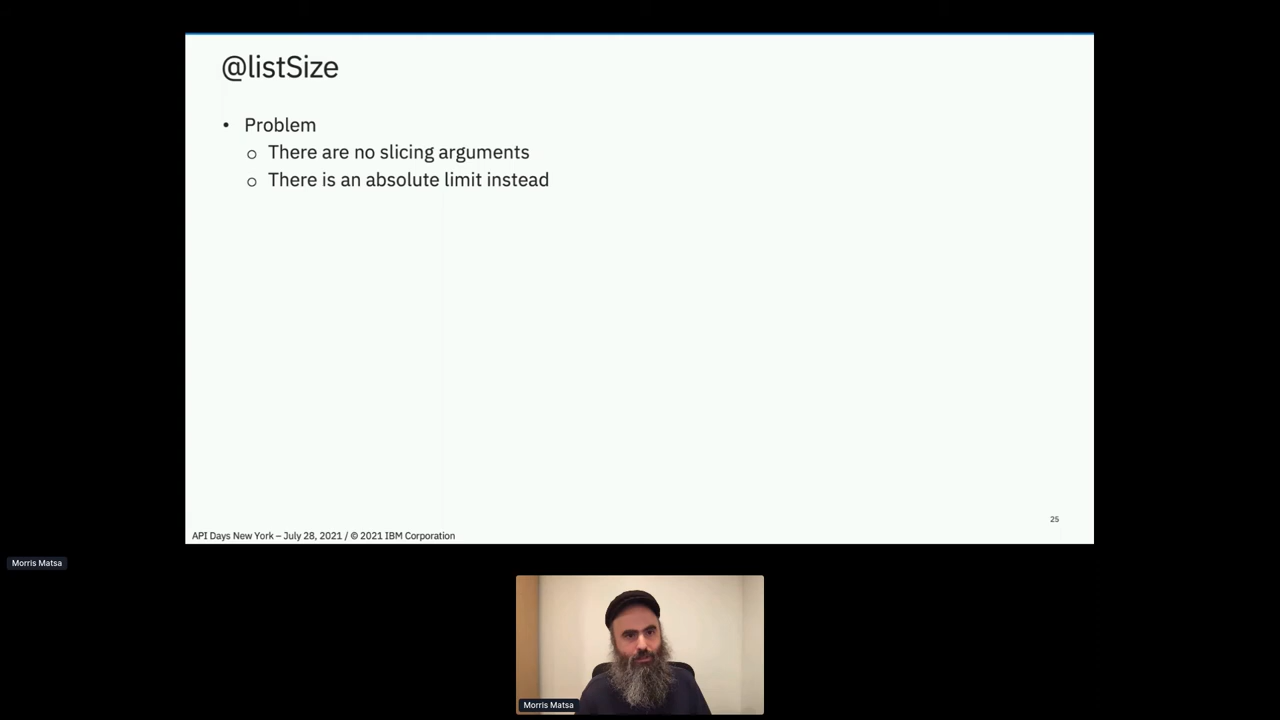 @listSize
• Problem
o There are no slicing arguments
o There is an absolute limit instead
25
API Days New York – July 28, 2021 / © 2021 IBM Corporation
Morris Matsa
Morris Matsa